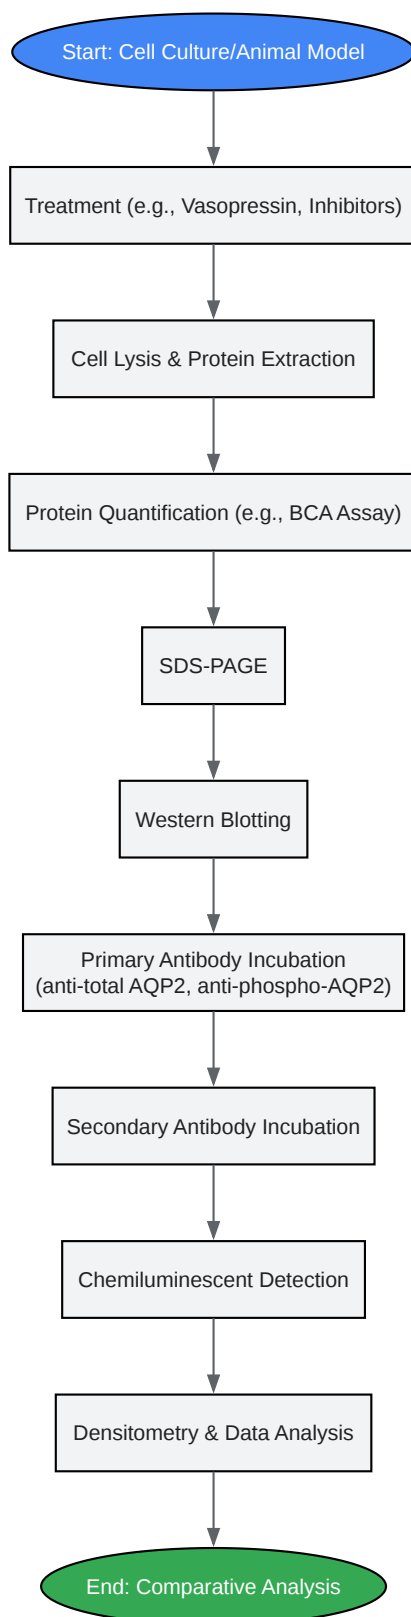 Start: Cell Culture/Animal Model
Treatment (e.g., Vasopressin, Inhibitors)
Cell Lysis & Protein Extraction
Protein Quantification (e.g., BCA Assay)
SDS-PAGE
Western Blotting
Primary Antibody Incubation
(anti-total AQP2, anti-phospho-AQP2)
Secondary Antibody Incubation
Chemiluminescent Detection
Densitometry & Data Analysis
End: Comparative Analysis